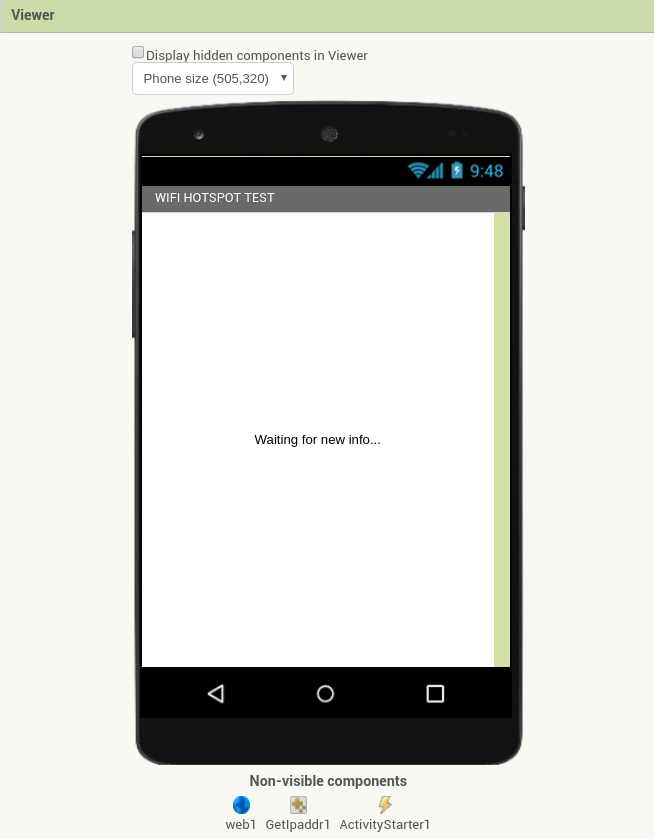 Viewer
Display hidden components in Viewer
Phone size (505,320)
9:48
WIFI HOTSPOT TEST
Waiting for new info...
Non-visible components
web1 GetIpaddr1 ActivityStarter1